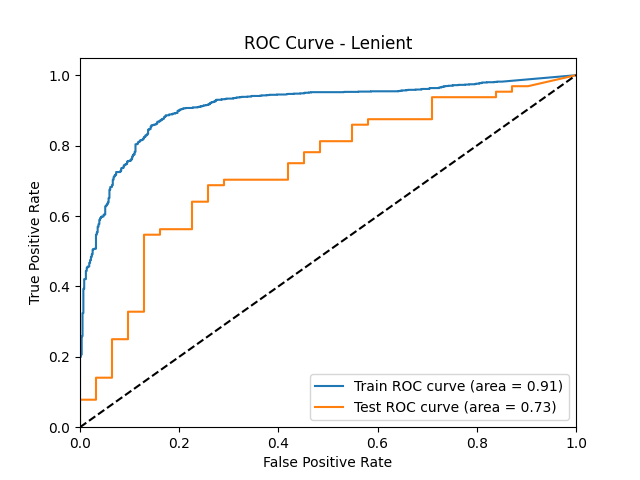 ROC Curve - Lenient
1.0
0.8
0.6
0.4
0.2
0.0
True Positive Rate
0.0 0.2 0.4 0.6 0.8 1.0
False Positive Rate
Train ROC curve (area = 0.91)
Test ROC curve (area = 0.73)